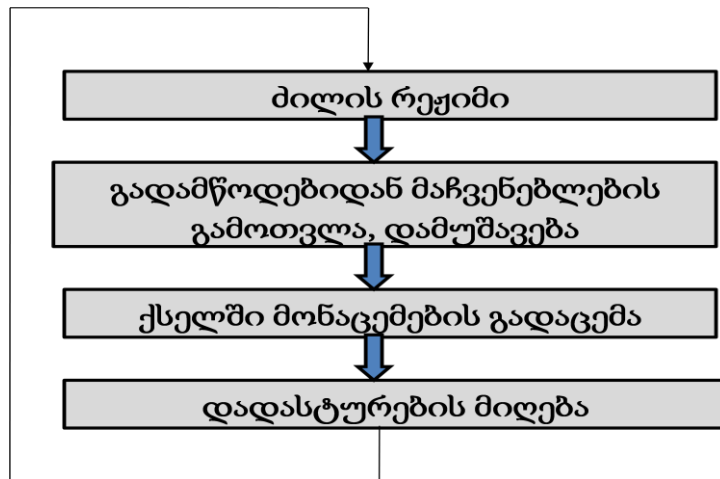 ძილის რეჟიმი
გადამწოდებიდან მაჩვენებლების
გამოთვლა, დამუშავება
ქსელში მონაცემების გადაცემა
დადასტურების მიღება